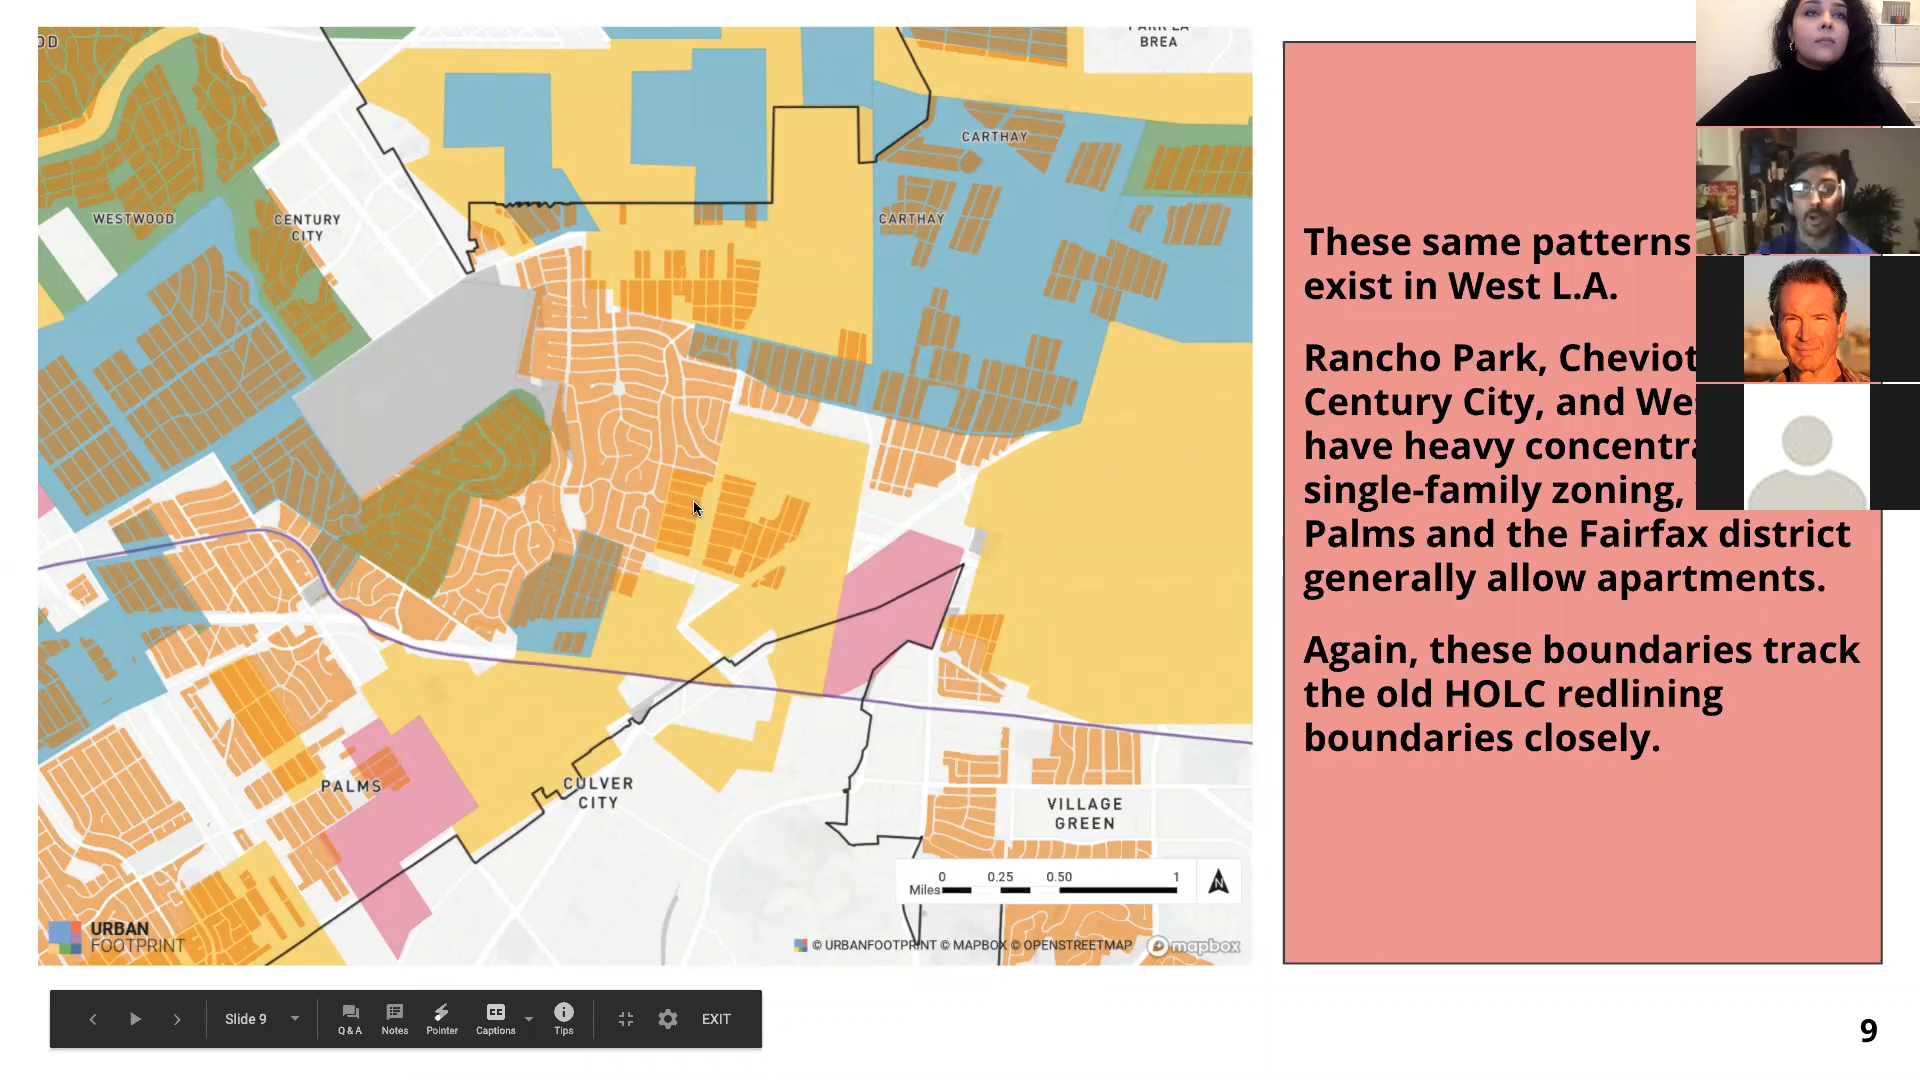 PARK LA
BREA
CARTHAY
WESTWOOD
CENTURY
CITY
CARTHAY
PALMS
CULVER
CITY
VILLAGE
GREEN
0 0.25 0.50 1
Miles
N
URBAN
FOOTPRINT
© URBANFOOTPRINT © MAPBOX © OPENSTREETMAP
mapbox
These same patterns
exist in West L.A.
Rancho Park, Cheviot
Century City, and
have heavy
single-family zoning,
Palms and the Fairfax district
generally allow apartments.
Again, these boundaries track
the old HOLC redlining
boundaries closely.
Slide 9
Q & A
Notes
Pointer
Captions
Tips
EXIT
9